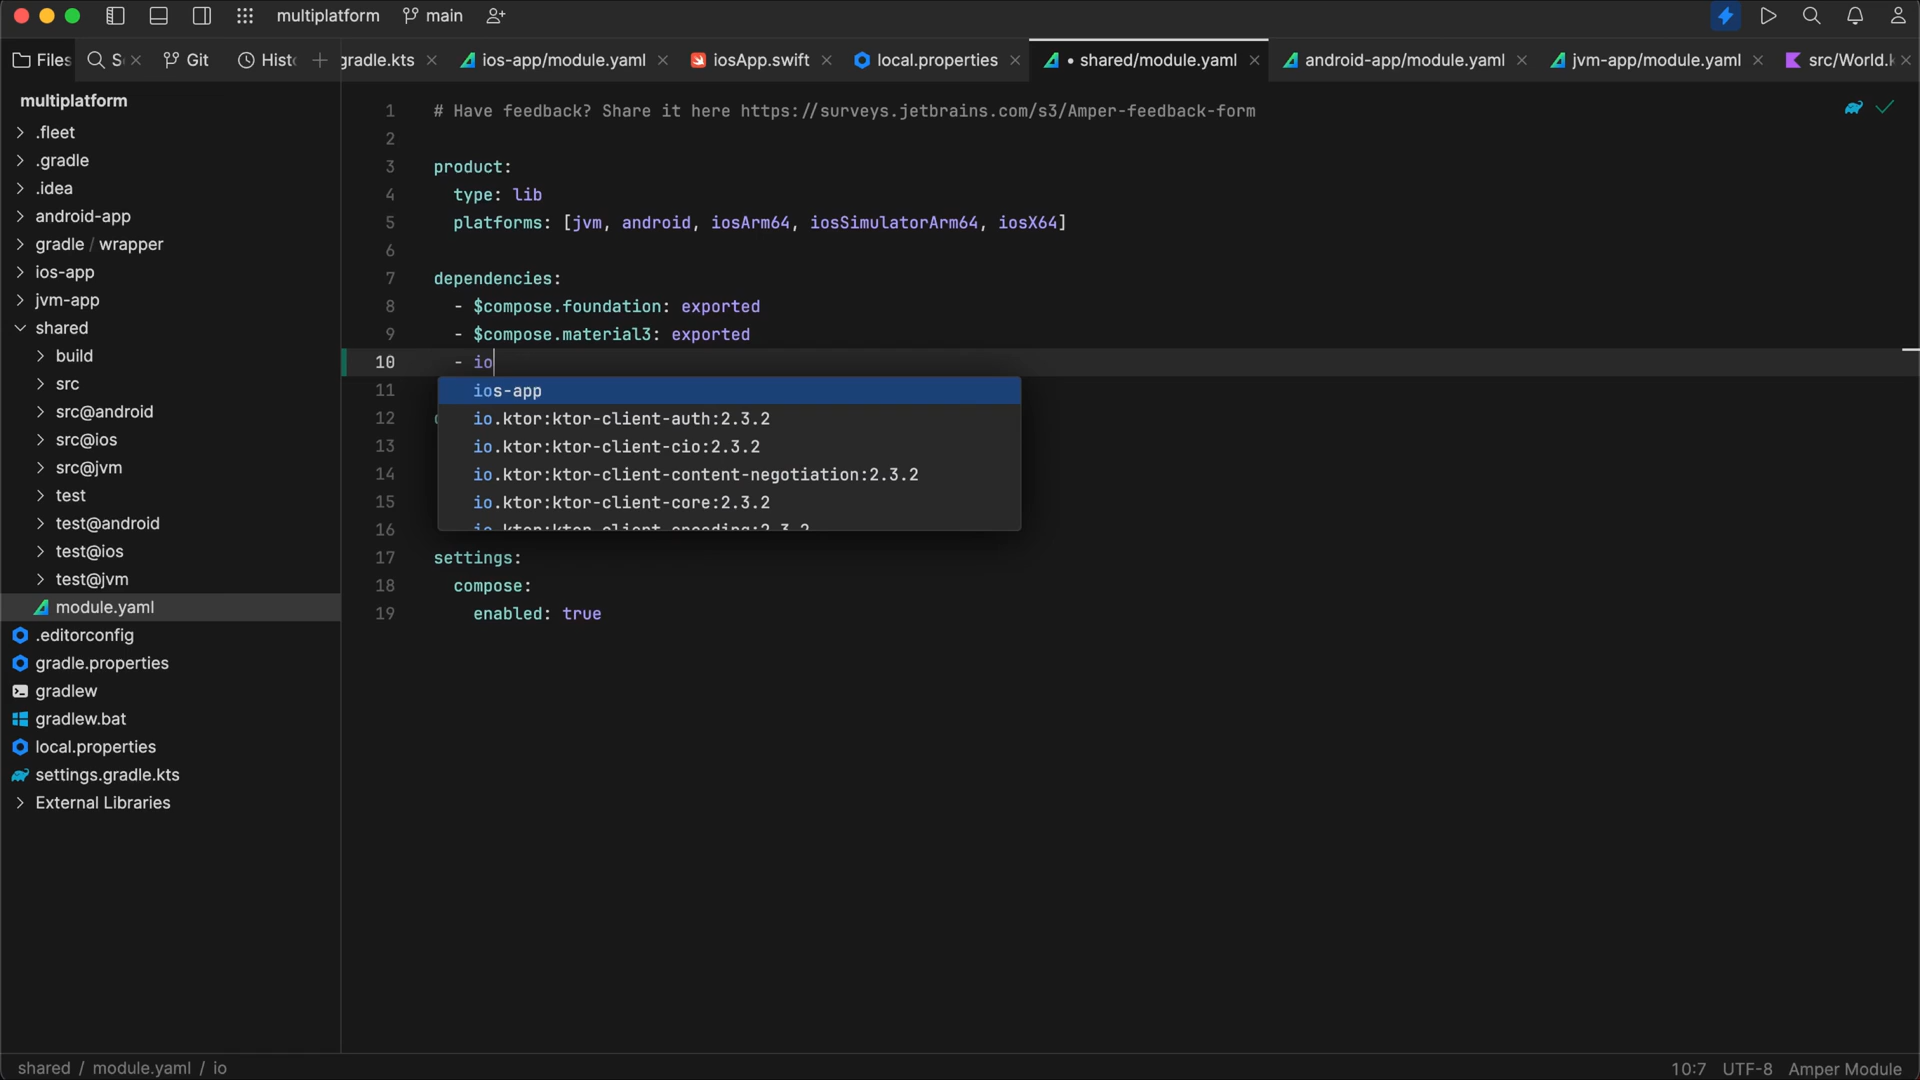 multiplatform
main
Files
S
Git
Hist
gradle.kts
ios-app/module.yaml
iosApp.swift
local.properties
• shared/module.yaml
android-app/module.yaml
jvm-app/module.yaml
src/World.k
multiplatform
.fleet
.gradle
.idea
android-app
gradle / wrapper
ios-app
jvm-app
shared
build
src
src@android
src@ios
src@jvm
test
test@android
test@ios
test@jvm
module.yaml
.editorconfig
gradle.properties
gradlew
gradlew.bat
local.properties
settings.gradle.kts
External Libraries
1 # Have feedback? Share it here https://surveys.jetbrains.com/s3/Amper-feedback-form
2
3 product:
4 type: lib
5 platforms: [jvm, android, iosArm64, iosSimulatorArm64, iosX64]
6
7 dependencies:
8 - $compose.foundation: exported
9 - $compose.material3: exported
10 - io
11
12
13
14
15
16
ios-app
io.ktor:ktor-client-auth:2.3.2
io.ktor:ktor-client-cio:2.3.2
io.ktor:ktor-client-content-negotiation:2.3.2
io.ktor:ktor-client-core:2.3.2
io.ktor:ktor-client-encoding:2.3.2
17 settings:
18 compose:
19 enabled: true
shared / module.yaml / io
10:7 UTF-8 Amper Module